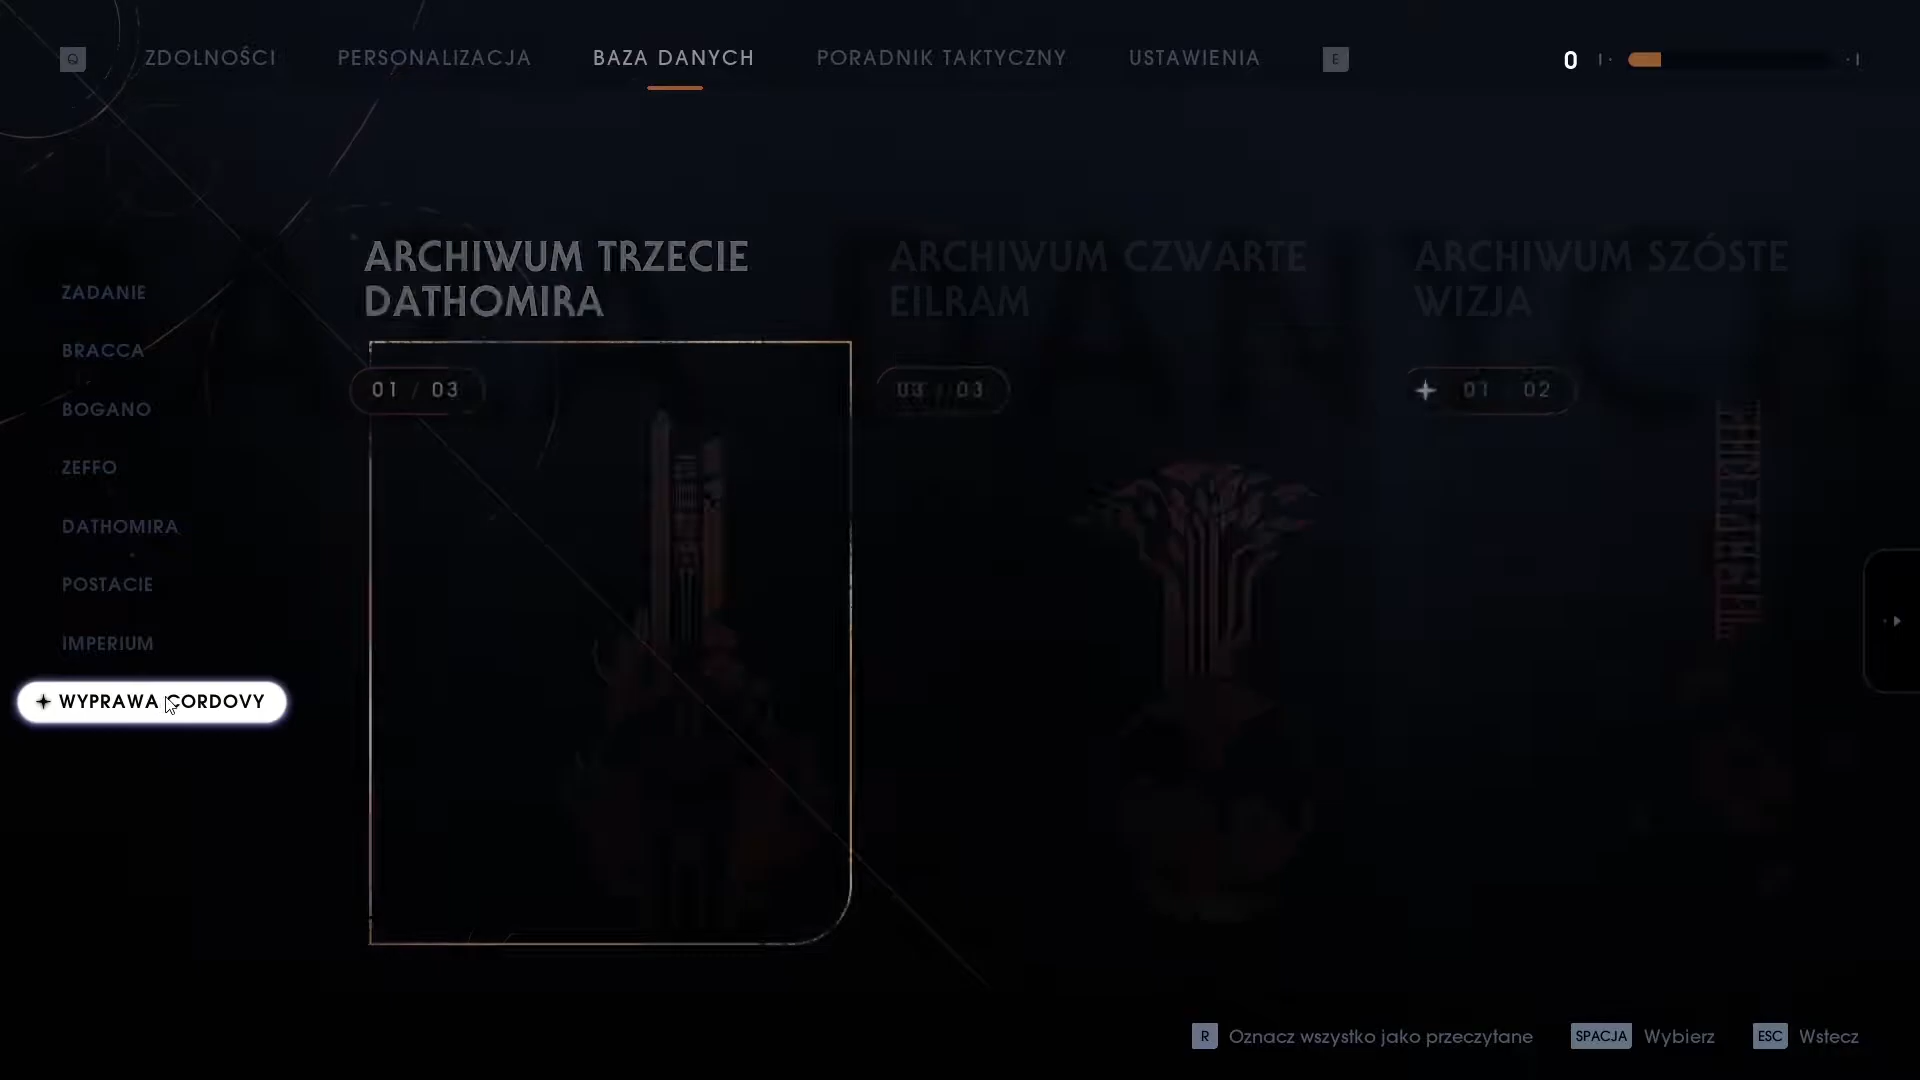 Q ZDOLNOŚCI PERSONALIZACJA BAZA DANYCH PORADNIK TAKTYCZNY USTAWIENIA E 0
ARCHIWUM TRZECIE
DATHOMIRA
ARCHIWUM CZWARTE
EILRAM
ARCHIWUM SZÓSTE
WIZJA
01 / 03
03 / 03
01 02
ZADANIE
BRACCA
BOGANO
ZEFFO
DATHOMIRA
POSTACIE
IMPERIUM
WYPRAWA CORDOVY
R Oznacz wszystko jako przeczytane SPACJA Wybierz ESC Wstecz